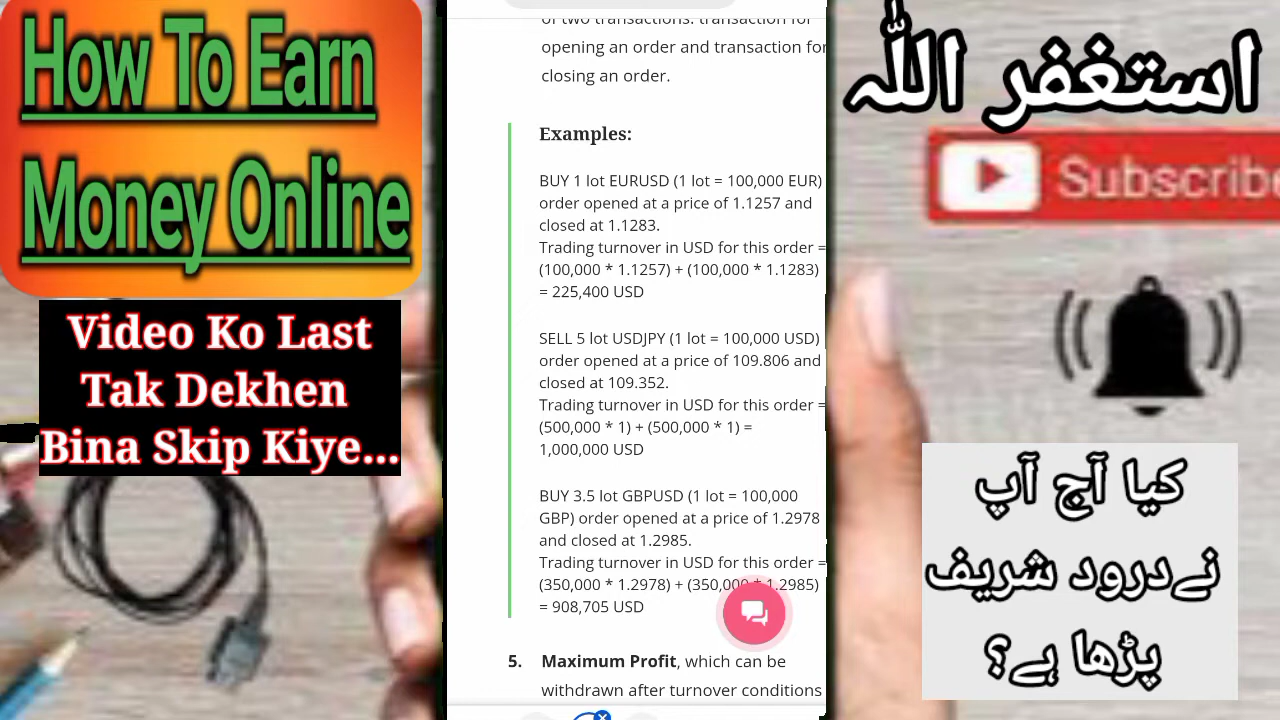 How To Earn
Money Online
Video Ko Last
Tak Dekhen
Bina Skip Kiye...
of two transactions: transaction for
opening an order and transaction for
closing an order.
Examples:
BUY 1 lot EURUSD (1 lot = 100,000 EUR)
order opened at a price of 1.1257 and
closed at 1.1283.
Trading turnover in USD for this order =
(100,000 * 1.1257) + (100,000 * 1.1283)
= 225,400 USD
SELL 5 lot USDJPY (1 lot = 100,000 USD)
order opened at a price of 109.806 and
closed at 109.352.
Trading turnover in USD for this order =
(500,000 * 1) + (500,000 * 1) =
1,000,000 USD
BUY 3.5 lot GBPUSD (1 lot = 100,000
GBP) order opened at a price of 1.2978
and closed at 1.2985.
Trading turnover in USD for this order =
(350,000 * 1.2978) + (350,000 * 1.2985)
= 908,705 USD
5. Maximum Profit, which can be
withdrawn after turnover conditions
استغفر اللّٰہ
Subscribe
کیا آج آپ
نےدرود شریف
پڑھا ہے؟